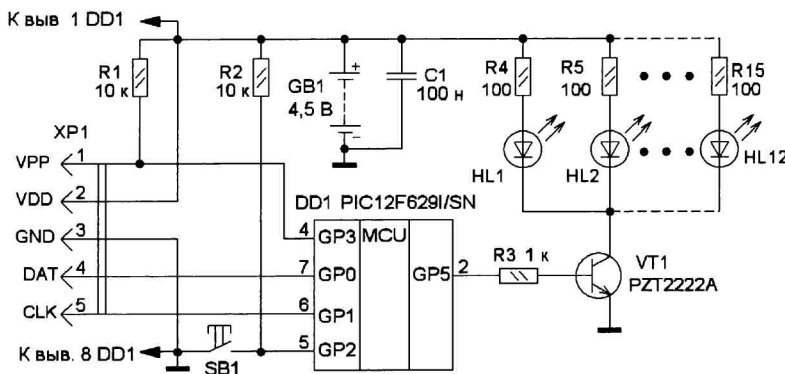 К выв. 1 DD1
R1
10 к
R2
10 к
GB1
+
4,5 В
−
C1
100 н
R4
100
R5
100
R15
100
HL1
HL2
HL12
XP1
VPP 1
VDD 2
GND 3
DAT 4
CLK 5
DD1 PIC12F629I/SN
4 GP3 MCU
7 GP0 GP5 2
6 GP1
5 GP2
R3 1 к
VT1
PZT2222A
К выв. 8 DD1
SB1